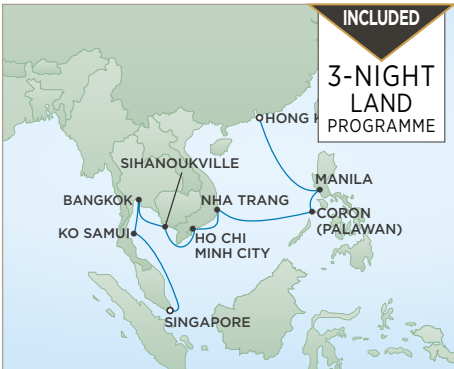 INCLUDED
3-NIGHT
LAND
PROGRAMME
HONG
SIHANOUKVILLE
MANILA
BANGKOK
NHA TRANG
CORON
(PALAWAN)
KO SAMUI
HO CHI
MINH CITY
SINGAPORE